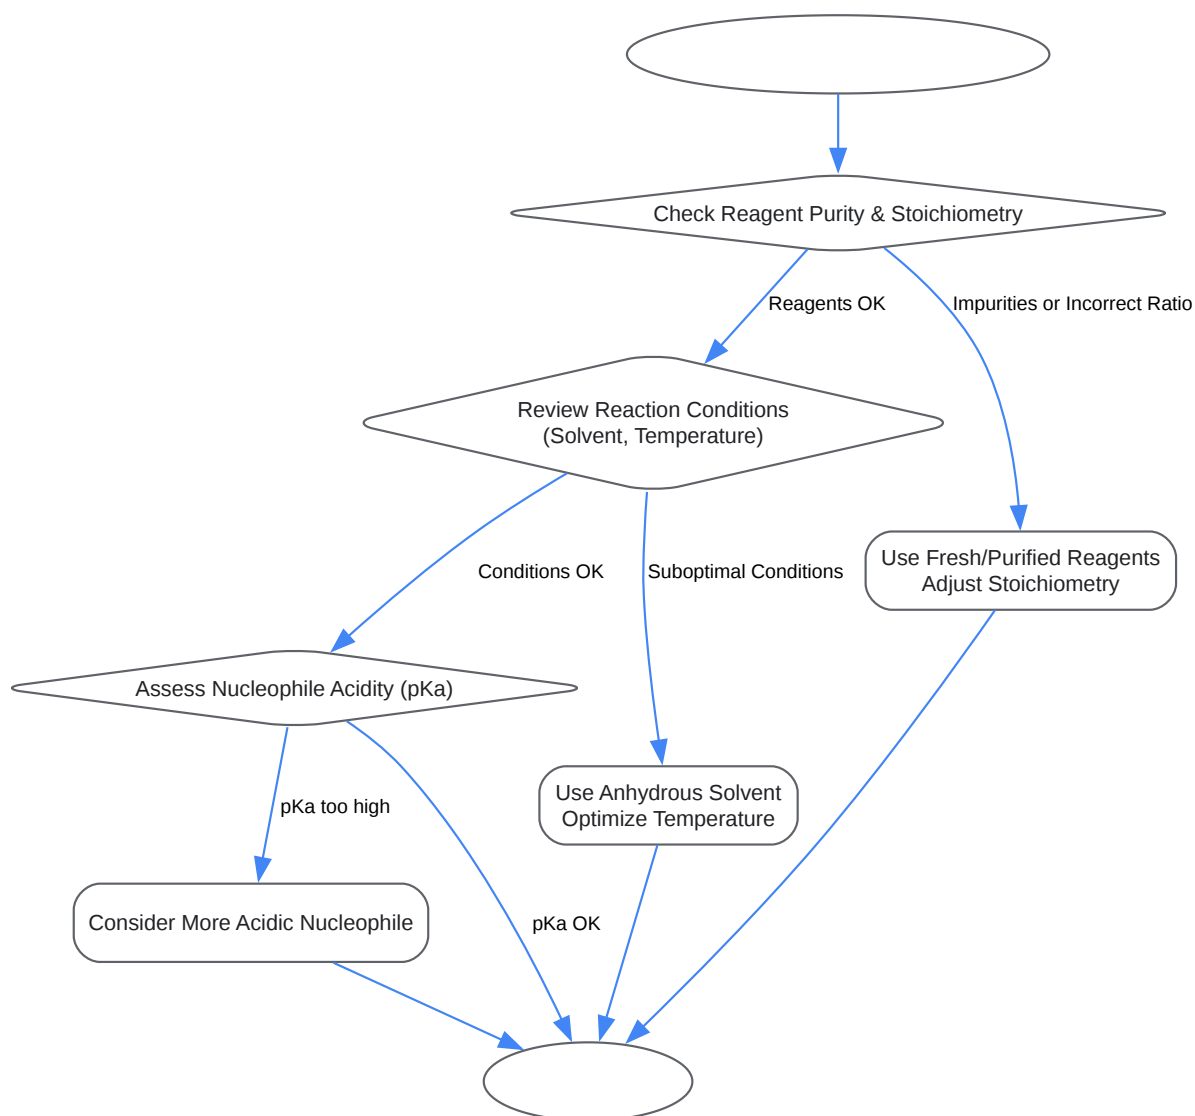 Check Reagent Purity & Stoichiometry
Reagents OK
Impurities or Incorrect Ratio
Review Reaction Conditions
(Solvent, Temperature)
Conditions OK
Suboptimal Conditions
Use Fresh/Purified Reagents
Adjust Stoichiometry
Assess Nucleophile Acidity (pKa)
pKa too high
Use Anhydrous Solvent
Optimize Temperature
Consider More Acidic Nucleophile
pKa OK